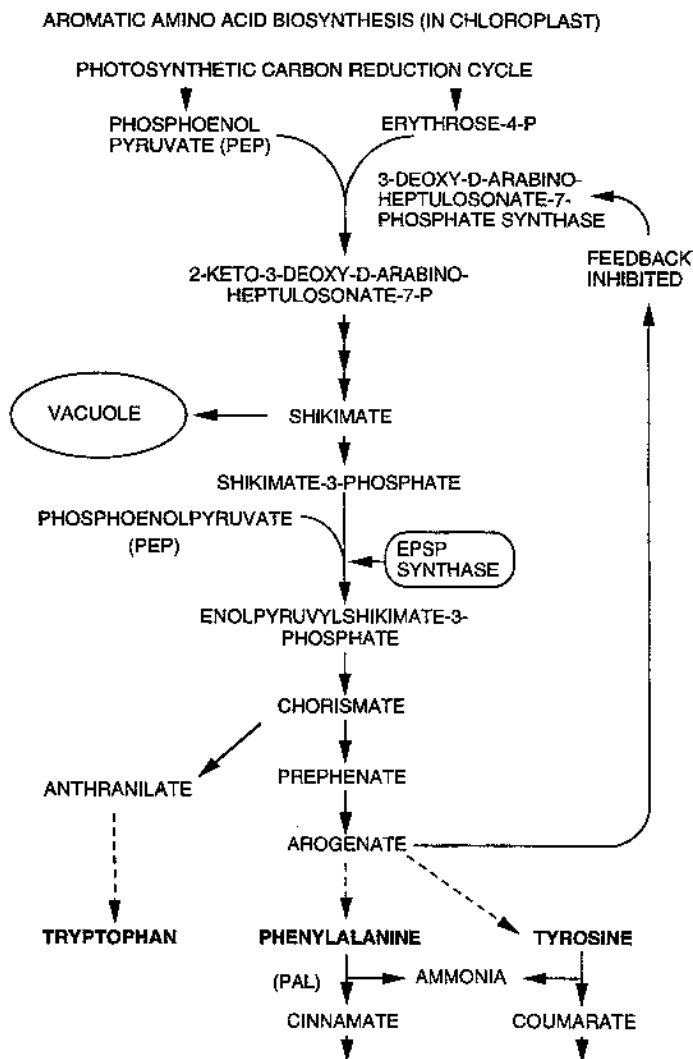 AROMATIC AMINO ACID BIOSYNTHESIS (IN CHLOROPLAST)
PHOTOSYNTHETIC CARBON REDUCTION CYCLE
PHOSPHOENOL
PYRUVATE (PEP)
ERYTHROSE-4-P
3-DEOXY-D-ARABINO-
HEPTULOSONATE-7-
PHOSPHATE SYNTHASE
FEEDBACK
INHIBITED
2-KETO-3-DEOXY-D-ARABINO-
HEPTULOSONATE-7-P
VACUOLE
SHIKIMATE
SHIKIMATE-3-PHOSPHATE
PHOSPHOENOLPYRUVATE
(PEP)
EPSP
SYNTHASE
ENOLPYRUVYLSHIKIMATE-3-
PHOSPHATE
CHORISMATE
ANTHRANILATE
PREPHENATE
AROGENATE
TRYPTOPHAN
PHENYLALANINE
TYROSINE
(PAL)
AMMONIA
CINNAMATE
COUMARATE